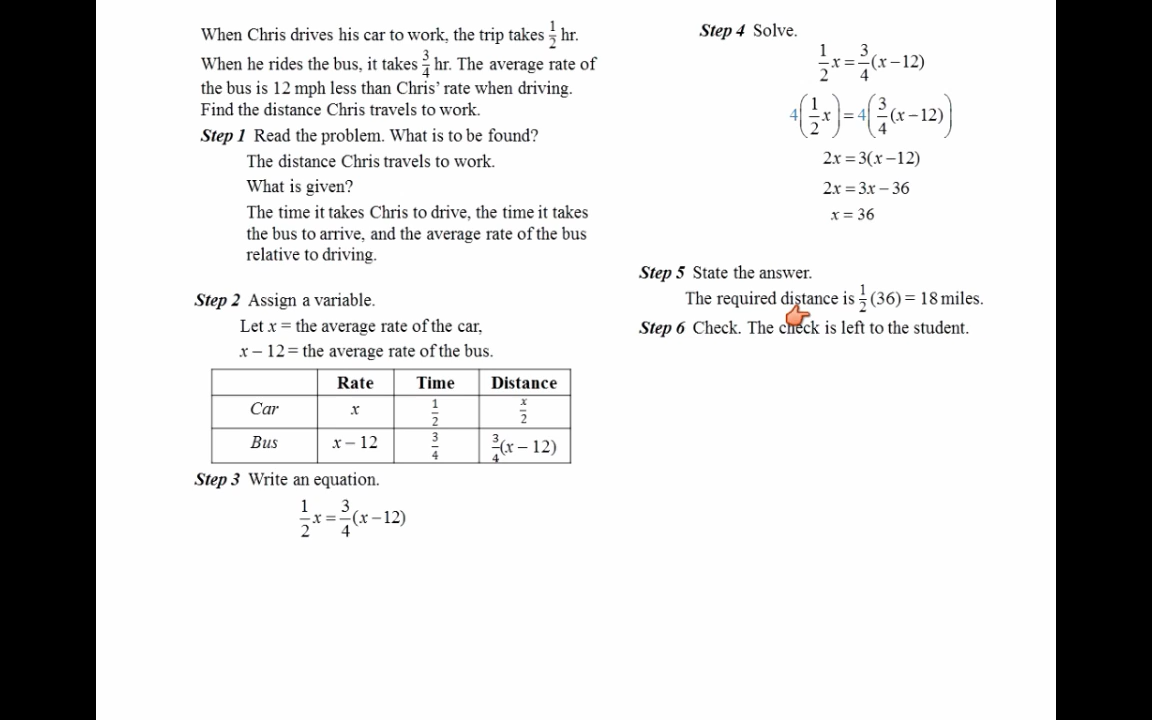 When Chris drives his car to work, the trip takes 1/2 hr.
When he rides the bus, it takes 3/4 hr. The average rate of
the bus is 12 mph less than Chris’ rate when driving.
Find the distance Chris travels to work.
Step 1 Read the problem. What is to be found?
The distance Chris travels to work.
What is given?
The time it takes Chris to drive, the time it takes
the bus to arrive, and the average rate of the bus
relative to driving.
Step 2 Assign a variable.
Let x = the average rate of the car,
x – 12 = the average rate of the bus.
Rate Time Distance
Car x 1/2 x/2
Bus x – 12 3/4 3/4(x – 12)
Step 3 Write an equation.
1/2 x = 3/4 (x – 12)
Step 4 Solve.
1/2 x = 3/4 (x – 12)
4(1/2 x) = 4(3/4 (x – 12))
2x = 3(x – 12)
2x = 3x – 36
x = 36
Step 5 State the answer.
The required distance is 1/2 (36) = 18 miles.
Step 6 Check. The check is left to the student.